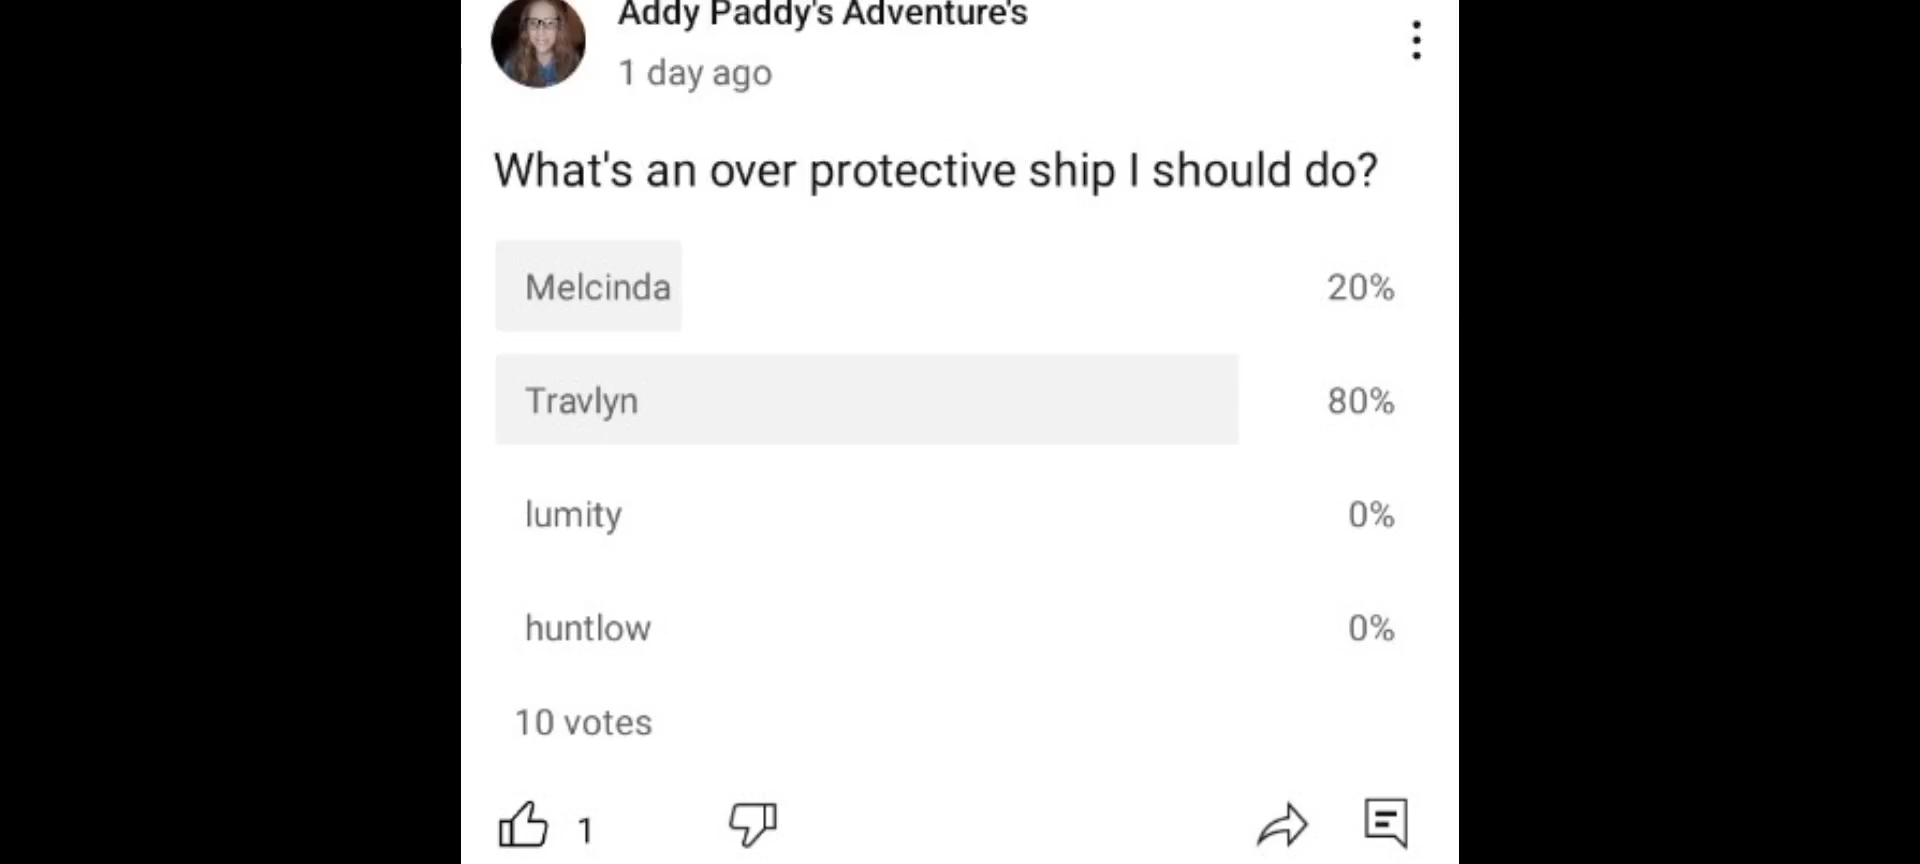 Addy Paddy's Adventure's
1 day ago
What's an over protective ship I should do?
Melcinda 20%
Travlyn 80%
lumity 0%
huntlow 0%
10 votes
1